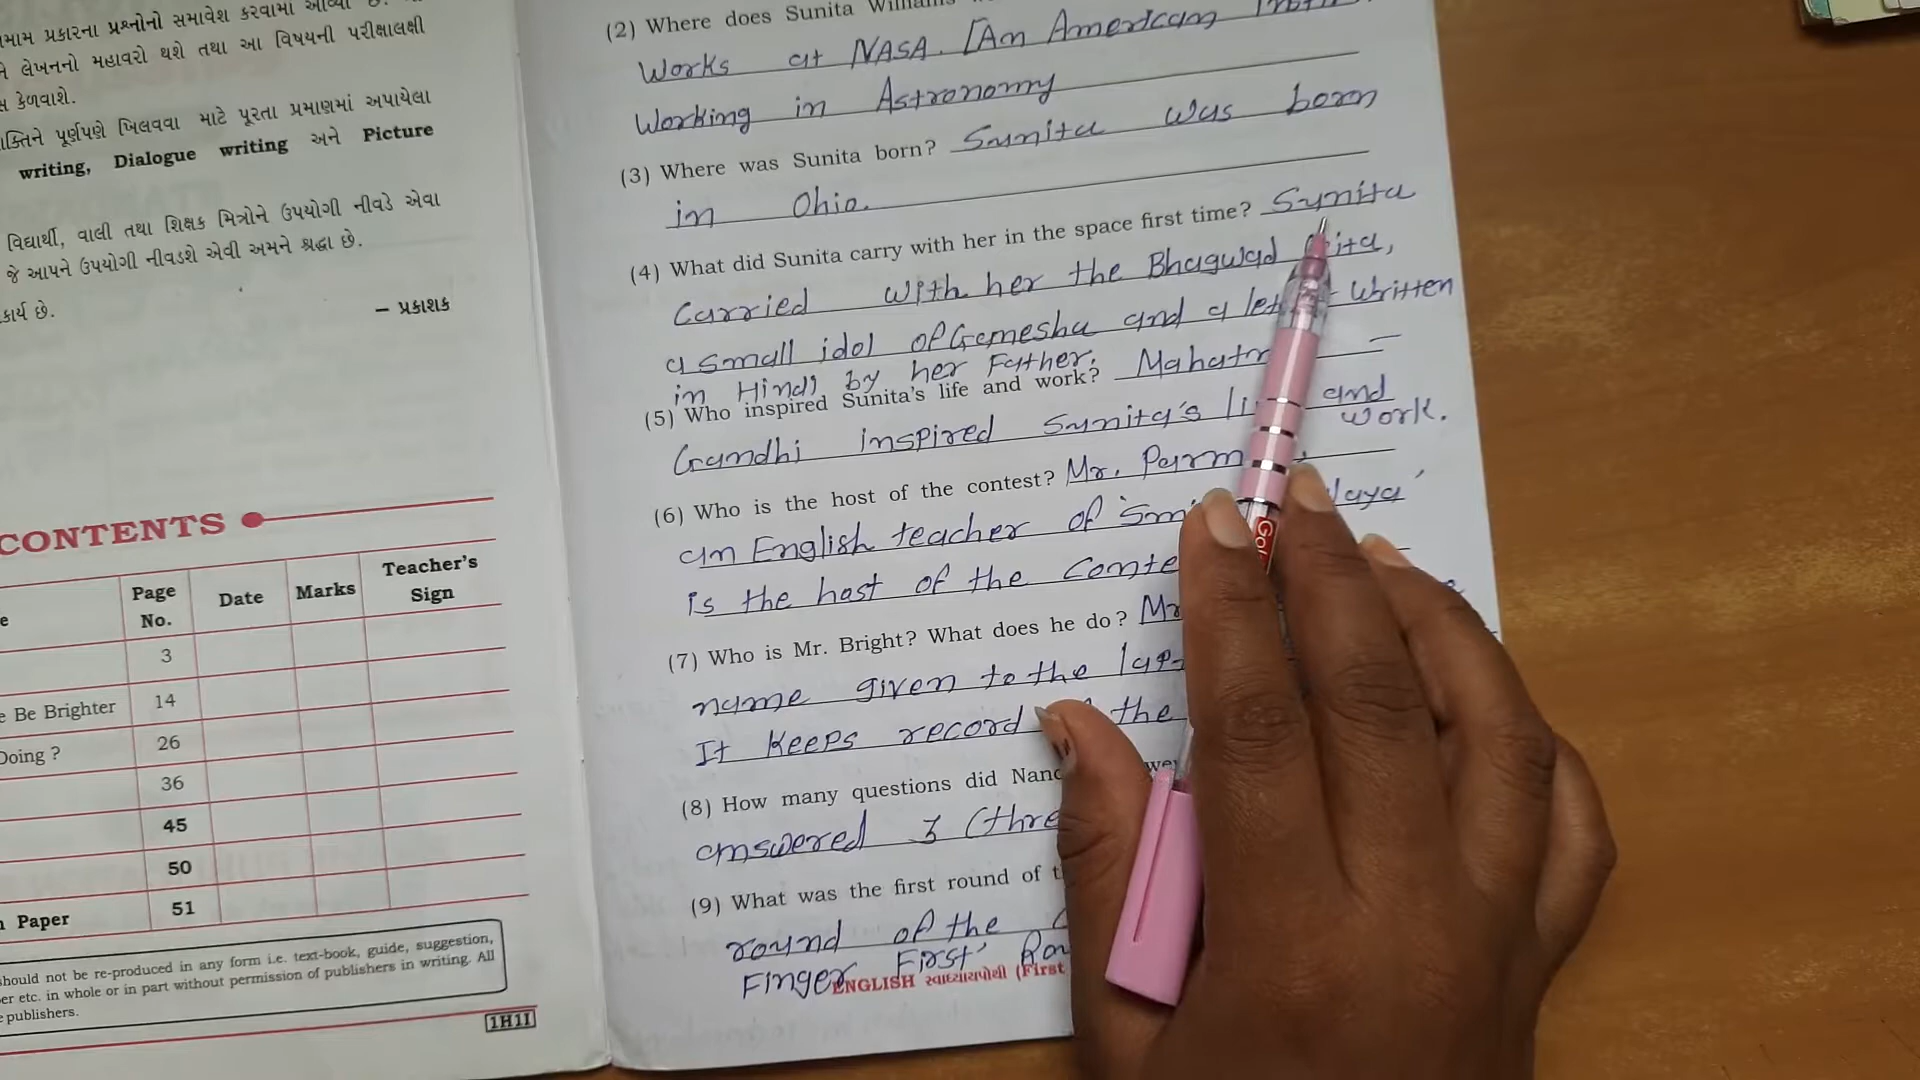 પ્રકારના પ્રશ્નોનો સમાવેશ કરવામાં આવ્યો છે.
લેખનનો મહાવરો થશે તથા આ વિષયની પરીક્ષાલક્ષી
કેળવાશે.
પૂર્ણપણે ખિલવવા માટે પૂરતા પ્રમાણમાં અપાયેલા
writing, Dialogue writing અને Picture
વિદ્યાર્થી, વાલી તથા શિક્ષક મિત્રોને ઉપયોગી નીવડે એવા
જે આપને ઉપયોગી નીવડશે એવી અમને શ્રદ્ધા છે.
છે.
– પ્રકાશક
CONTENTS
Page No. Date Marks Teacher's Sign
3
e Be Brighter 14
Doing ? 26
36
45
50
Paper 51
should not be re-produced in any form i.e. text-book, guide, suggestion,
er etc. in whole or in part without permission of publishers in writing. All
publishers.
1H1I
(2) Where does Sunita
works at NASA. [An American
working in Astronomy
(3) Where was Sunita born? Sunita was born
in Ohio.
(4) What did Sunita carry with her in the space first time? Sunita
Carried with her the Bhagwad Gita,
a small idol of Ganesha and a written
in Hindi by her Father.
(5) Who inspired Sunita's life and work?
Gandhi inspired Sunita's and
work.
(6) Who is the host of the contest? Mr.
an English teacher of
is the host of the
(7) Who is Mr. Bright? What does he do?
name given to the
It keeps record the
(8) How many questions did
answered 3
(9) What was the first round of
round of the
Finger First'
ENGLISH સ્વાધ્યાયપોથી (First